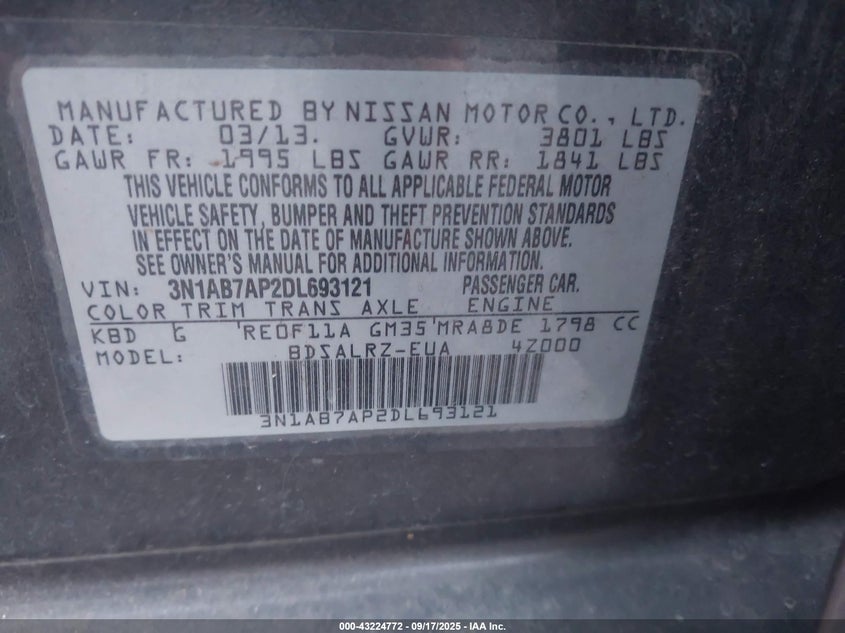 MANUFACTURED BY NISSAN MOTOR CO., LTD.
DATE: 03/13. GVWR: 3801 LBS
GAWR FR: 1995 LBS GAWR RR: 1841 LBS
THIS VEHICLE CONFORMS TO ALL APPLICABLE FEDERAL MOTOR
VEHICLE SAFETY, BUMPER AND THEFT PREVENTION STANDARDS
IN EFFECT ON THE DATE OF MANUFACTURE SHOWN ABOVE.
SEE OWNER'S MANUAL FOR ADDITIONAL INFORMATION.
VIN: 3N1AB7AP2DL693121 PASSENGER CAR.
COLOR TRIM TRANS AXLE ENGINE
KBD G RE0F11A GM35 MRA8DE 1798 CC
MODEL: BDSALRZ-EUA 4Z000
3N1AB7AP2DL693121
000-43224772 - 09/17/2025 - IAA Inc.